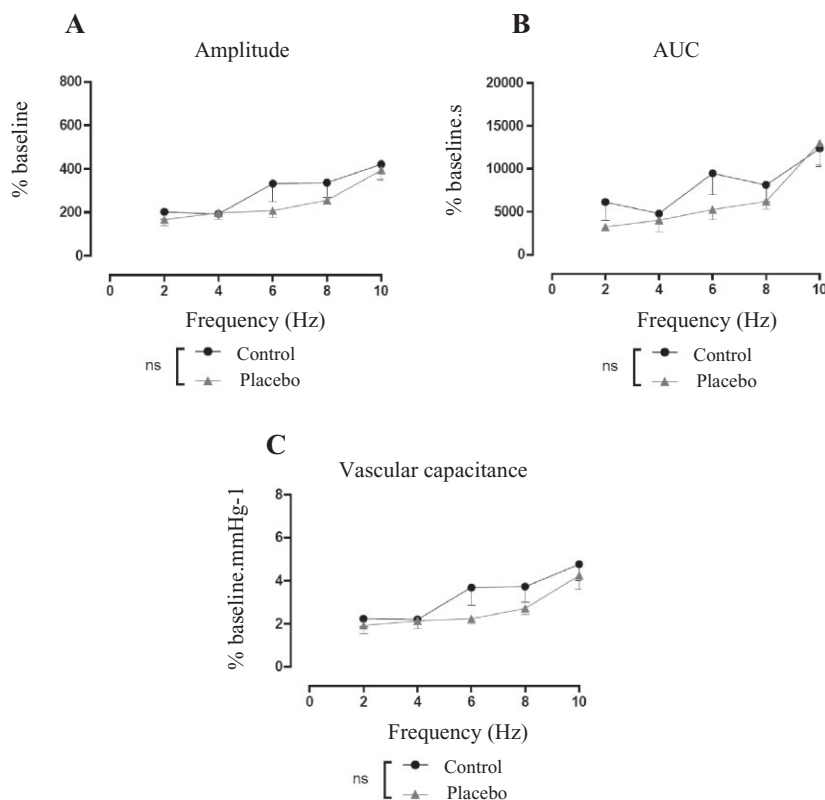 A
Amplitude
% baseline
800
600
400
200
0
0 2 4 6 8 10
Frequency (Hz)
ns
Control
Placebo
B
AUC
% baseline.s
20000
15000
10000
5000
0
0 2 4 6 8 10
Frequency (Hz)
ns
Control
Placebo
C
Vascular capacitance
% baseline.mmHg-1
8
6
4
2
0
0 2 4 6 8 10
Frequency (Hz)
ns
Control
Placebo